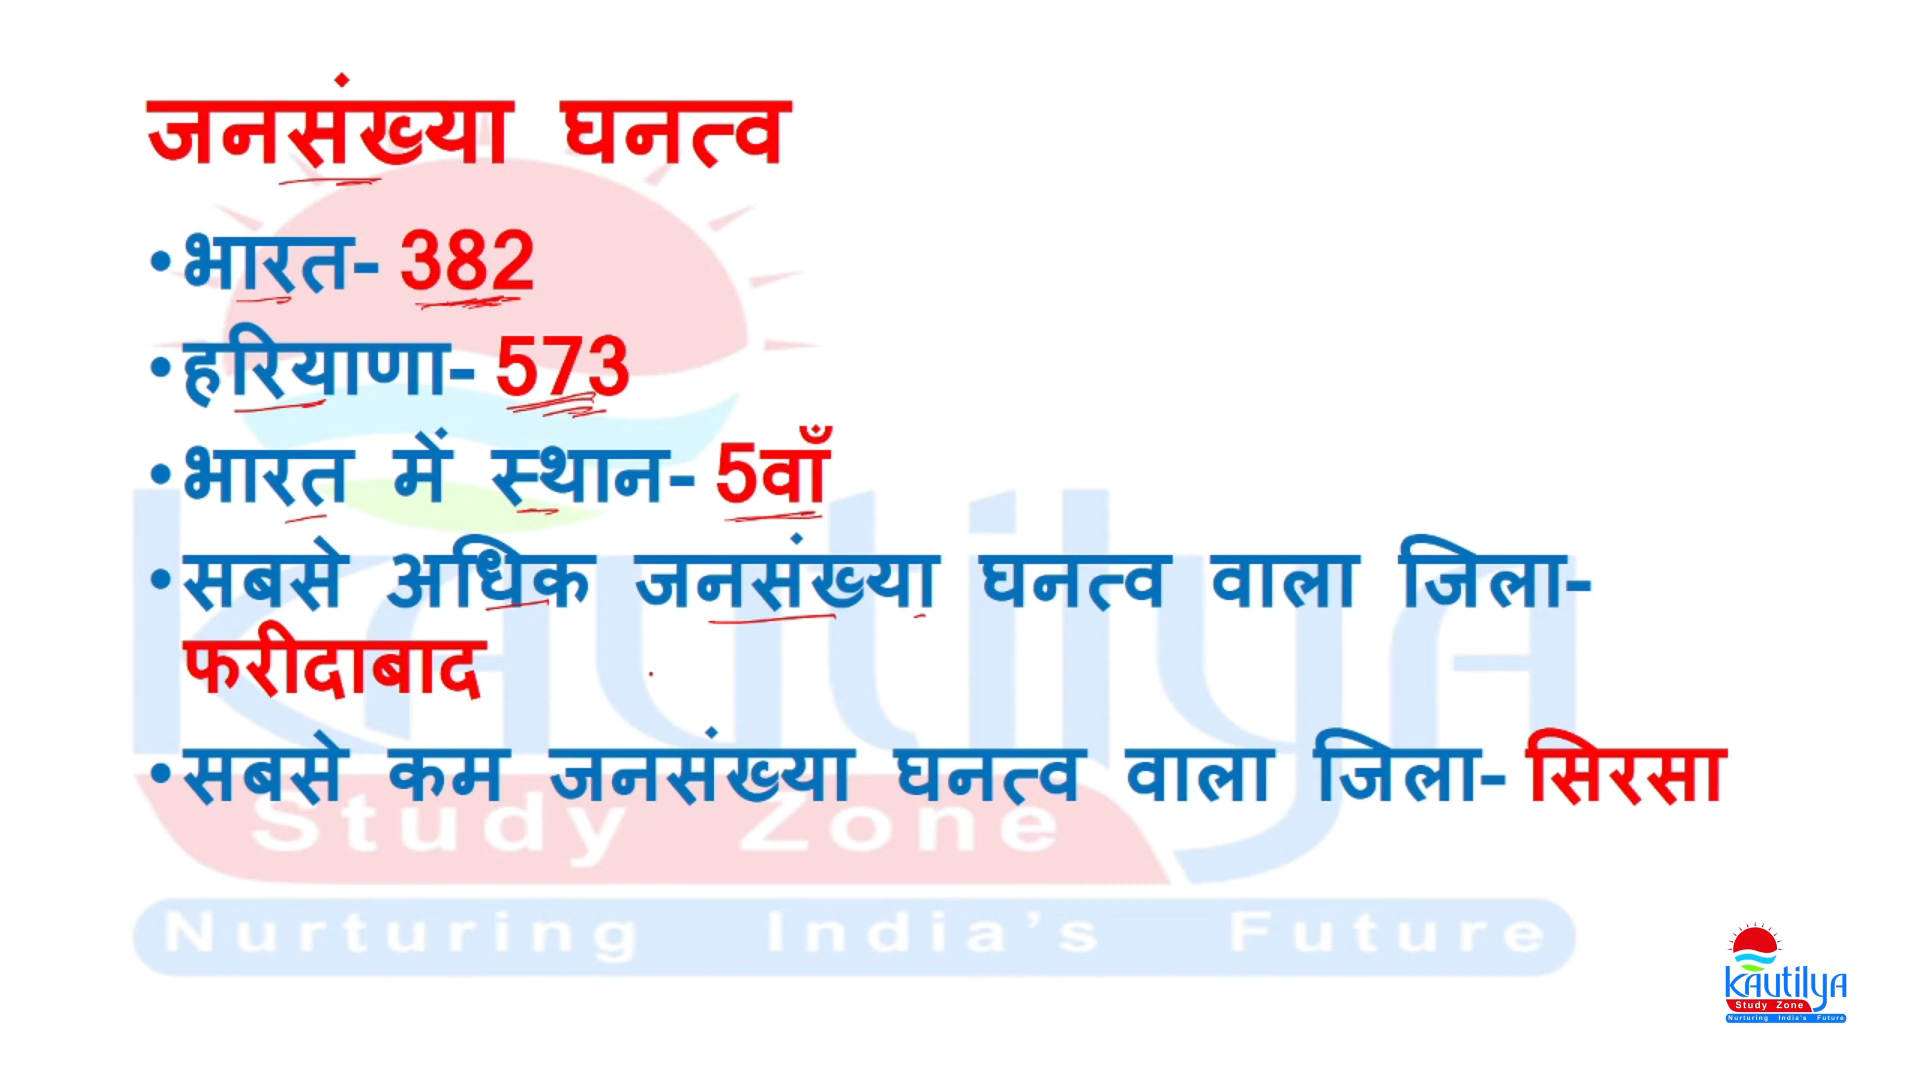 जनसंख्या घनत्व
•भारत- 382
•हरियाणा- 573
•भारत में स्थान- 5वाँ
•सबसे अधिक जनसंख्या घनत्व वाला जिला-
फरीदाबाद
•सबसे कम जनसंख्या घनत्व वाला जिला- सिरसा
Kautilya
Study Zone
Nurturing India's Future
Kautilya
Study Zone
Nurturing India's Future